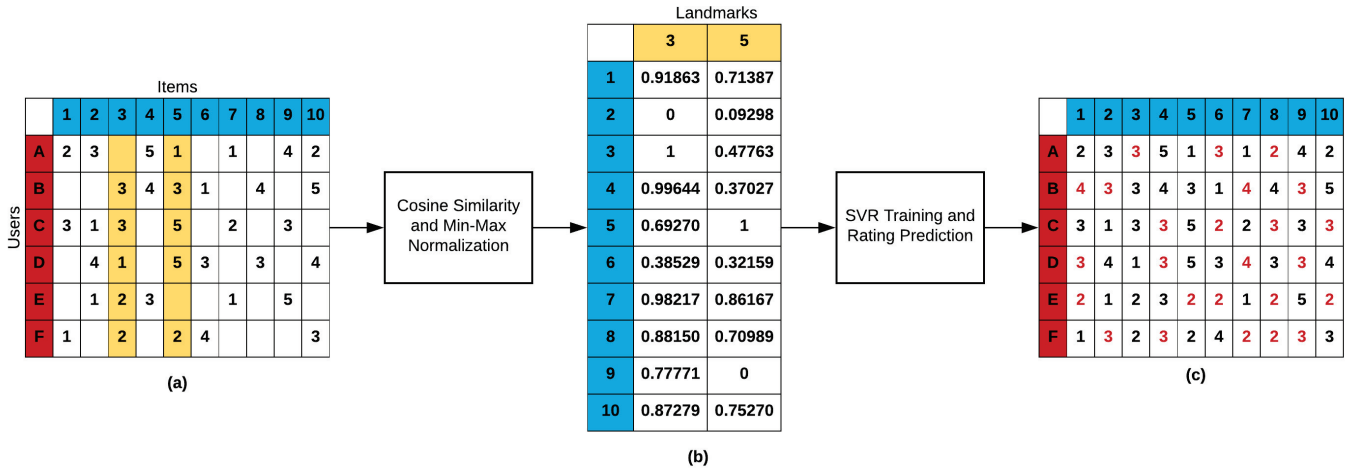 Items
1 2 3 4 5 6 7 8 9 10
Users
A 2 3 5 1 1 4 2
B 3 4 3 1 4 5
C 3 1 3 5 2 3
D 4 1 5 3 3 4
E 1 2 3 1 5
F 1 2 2 4 3
(a)
Cosine Similarity
and Min-Max
Normalization
Landmarks
3 5
1 0.91863 0.71387
2 0 0.09298
3 1 0.47763
4 0.99644 0.37027
5 0.69270 1
6 0.38529 0.32159
7 0.98217 0.86167
8 0.88150 0.70989
9 0.77771 0
10 0.87279 0.75270
(b)
SVR Training and
Rating Prediction
1 2 3 4 5 6 7 8 9 10
A 2 3 3 5 1 3 1 2 4 2
B 4 3 3 4 3 1 4 4 3 5
C 3 1 3 3 5 2 2 3 3 3
D 3 4 1 3 5 3 4 3 3 4
E 2 1 2 3 2 2 1 2 5 2
F 1 3 2 3 2 4 2 2 3 3
(c)